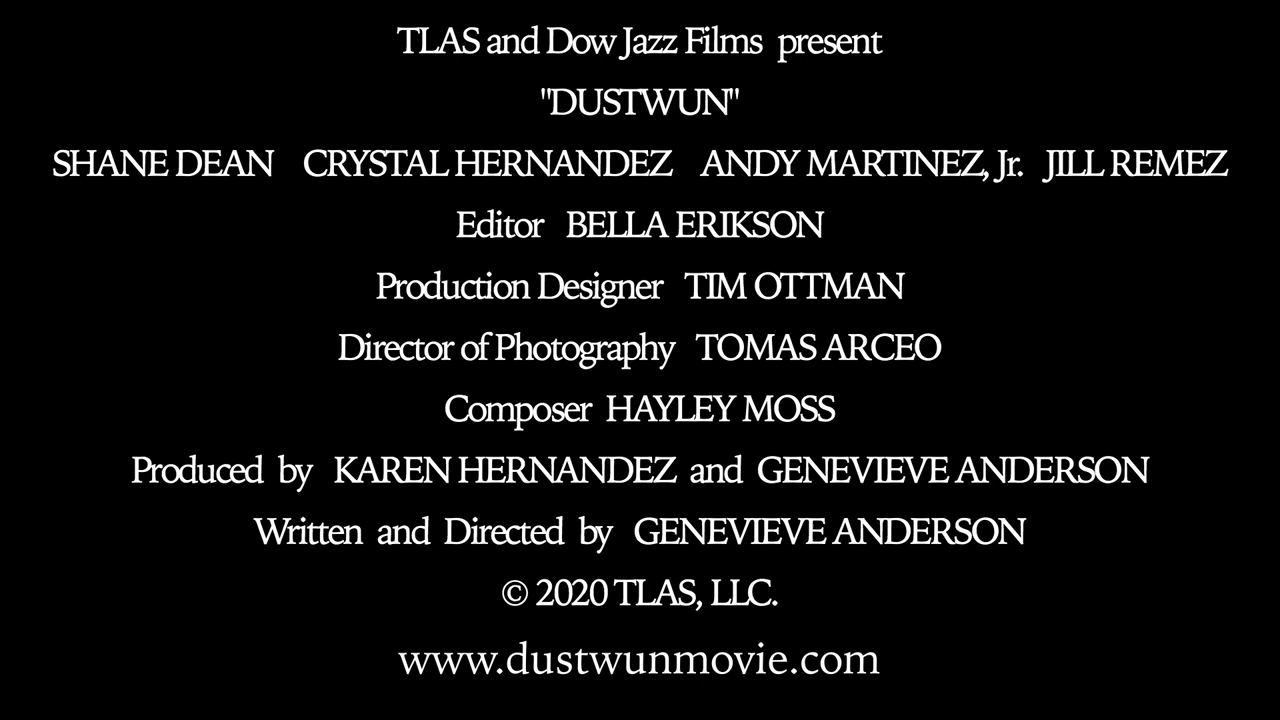 TLAS and Dow Jazz Films present
"DUSTWUN"
SHANE DEAN CRYSTAL HERNANDEZ ANDY MARTINEZ, Jr. JILL REMEZ
Editor BELLA ERIKSON
Production Designer TIM OTTMAN
Director of Photography TOMAS ARCEO
Composer HAYLEY MOSS
Produced by KAREN HERNANDEZ and GENEVIEVE ANDERSON
Written and Directed by GENEVIEVE ANDERSON
© 2020 TLAS, LLC.
www.dustwunmovie.com